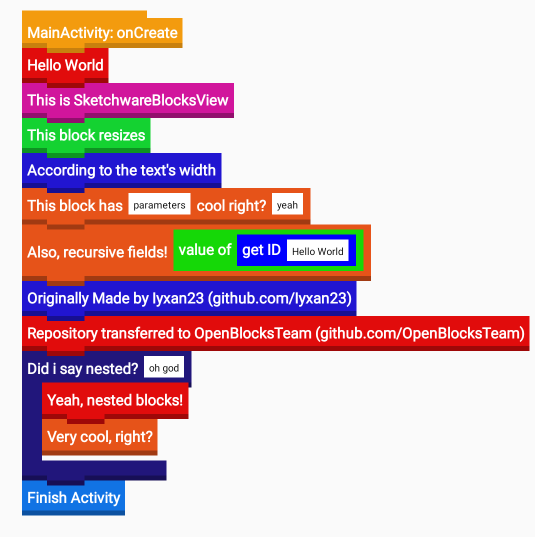 MainActivity: onCreate
Hello World
This is SketchwareBlocksView
This block resizes
According to the text's width
This block has parameters cool right? yeah
Also, recursive fields! value of get ID Hello World
Originally Made by lyxan23 (github.com/lyxan23)
Repository transferred to OpenBlocksTeam (github.com/OpenBlocksTeam)
Did i say nested? oh god
Yeah, nested blocks!
Very cool, right?
Finish Activity